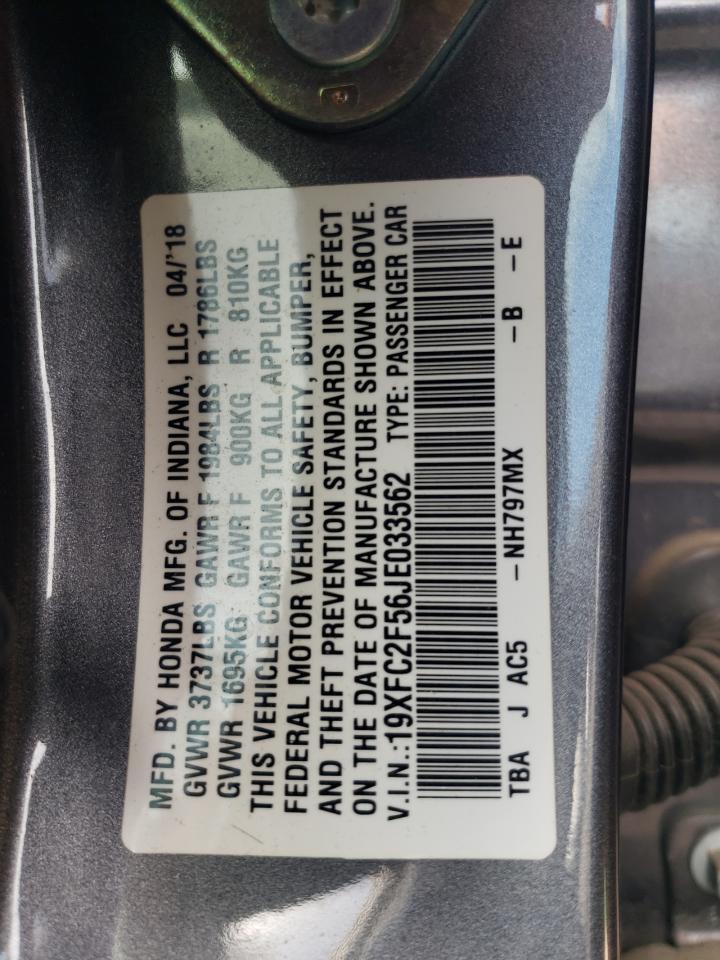 MFD. BY HONDA MFG. OF INDIANA, LLC 04/'18
GVWR 3737LBS GAWR F 1984LBS R 1786LBS
GVWR 1695KG GAWR F 900KG R 810KG
THIS VEHICLE CONFORMS TO ALL APPLICABLE
FEDERAL MOTOR VEHICLE SAFETY, BUMPER,
AND THEFT PREVENTION STANDARDS IN EFFECT
ON THE DATE OF MANUFACTURE SHOWN ABOVE.
V.I.N.:19XFC2F56JE033562 TYPE: PASSENGER CAR
TBA J AC5 -NH797MX -B -E